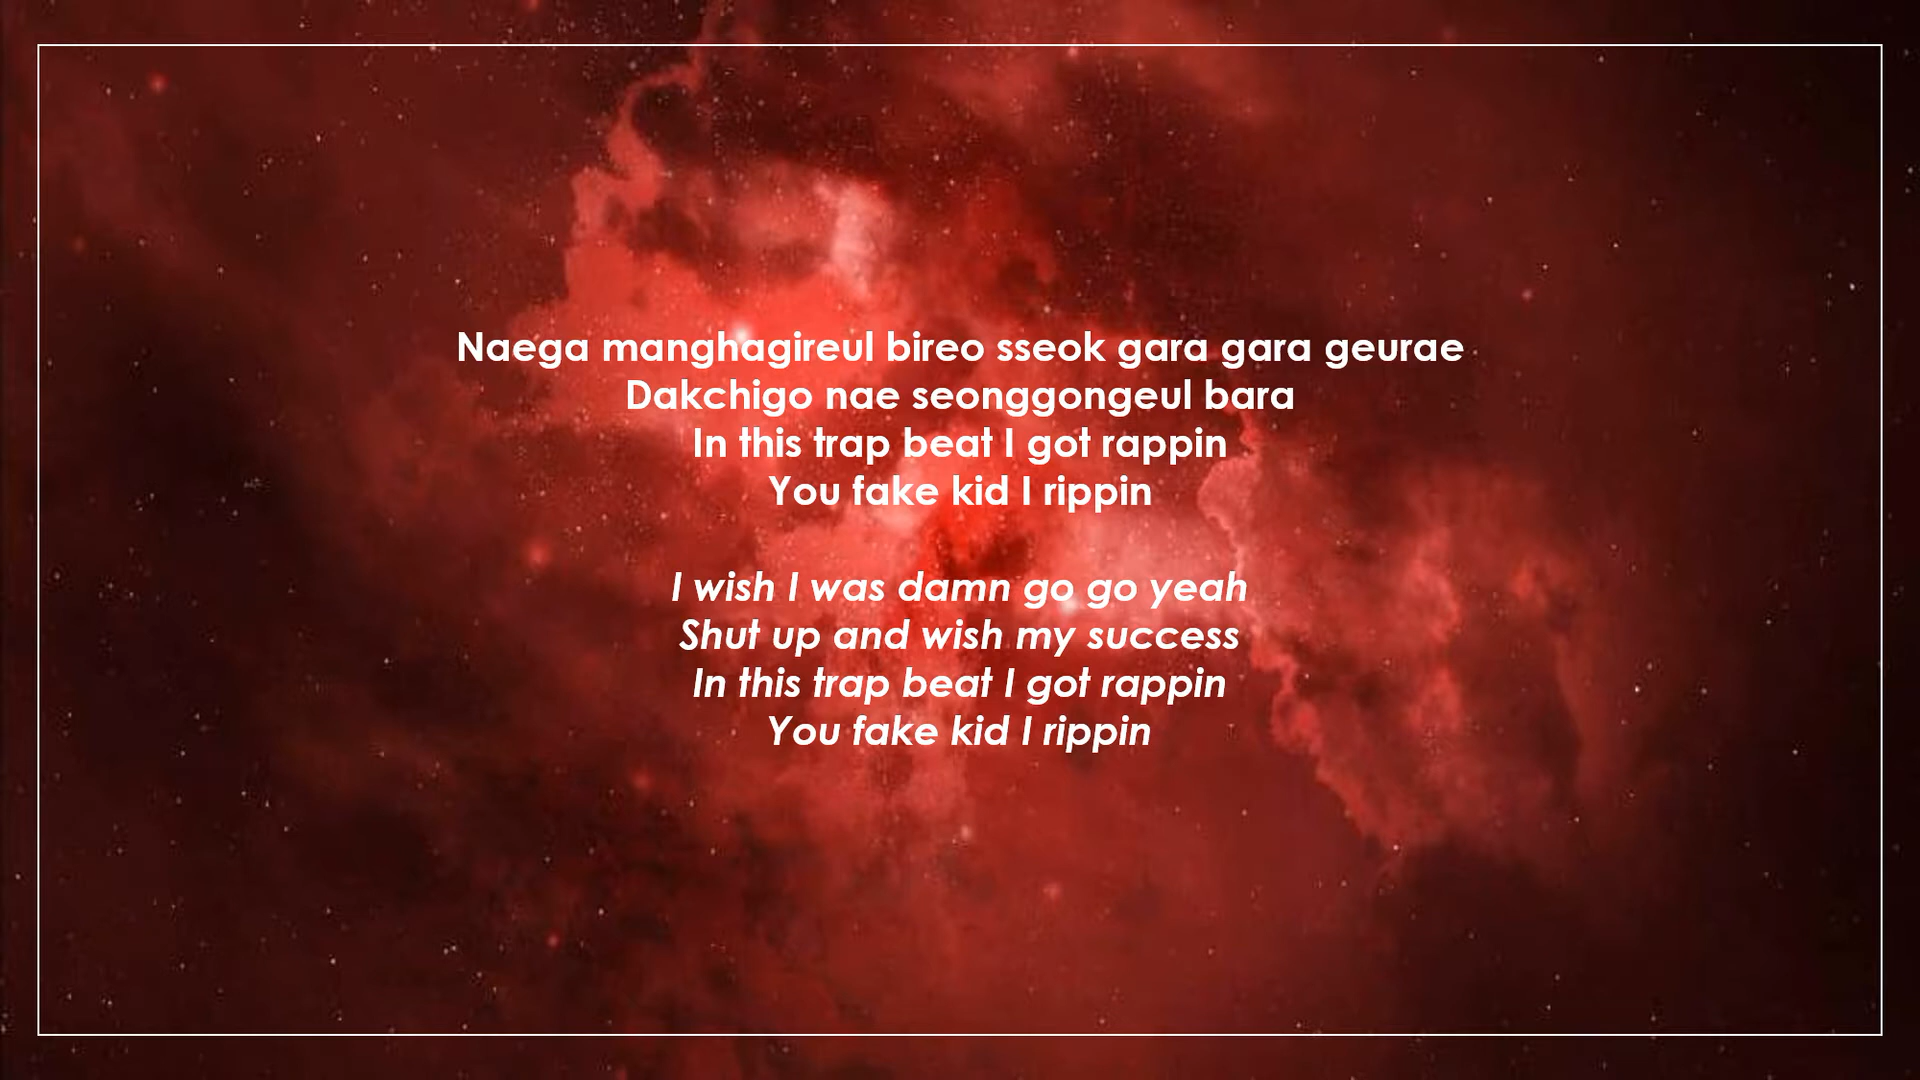 Naega manghagireul bireo sseok gara gara geurae
Dakchigo nae seonggongeul bara
In this trap beat I got rappin
You fake kid I rippin
I wish I was damn go go yeah
Shut up and wish my success
In this trap beat I got rappin
You fake kid I rippin